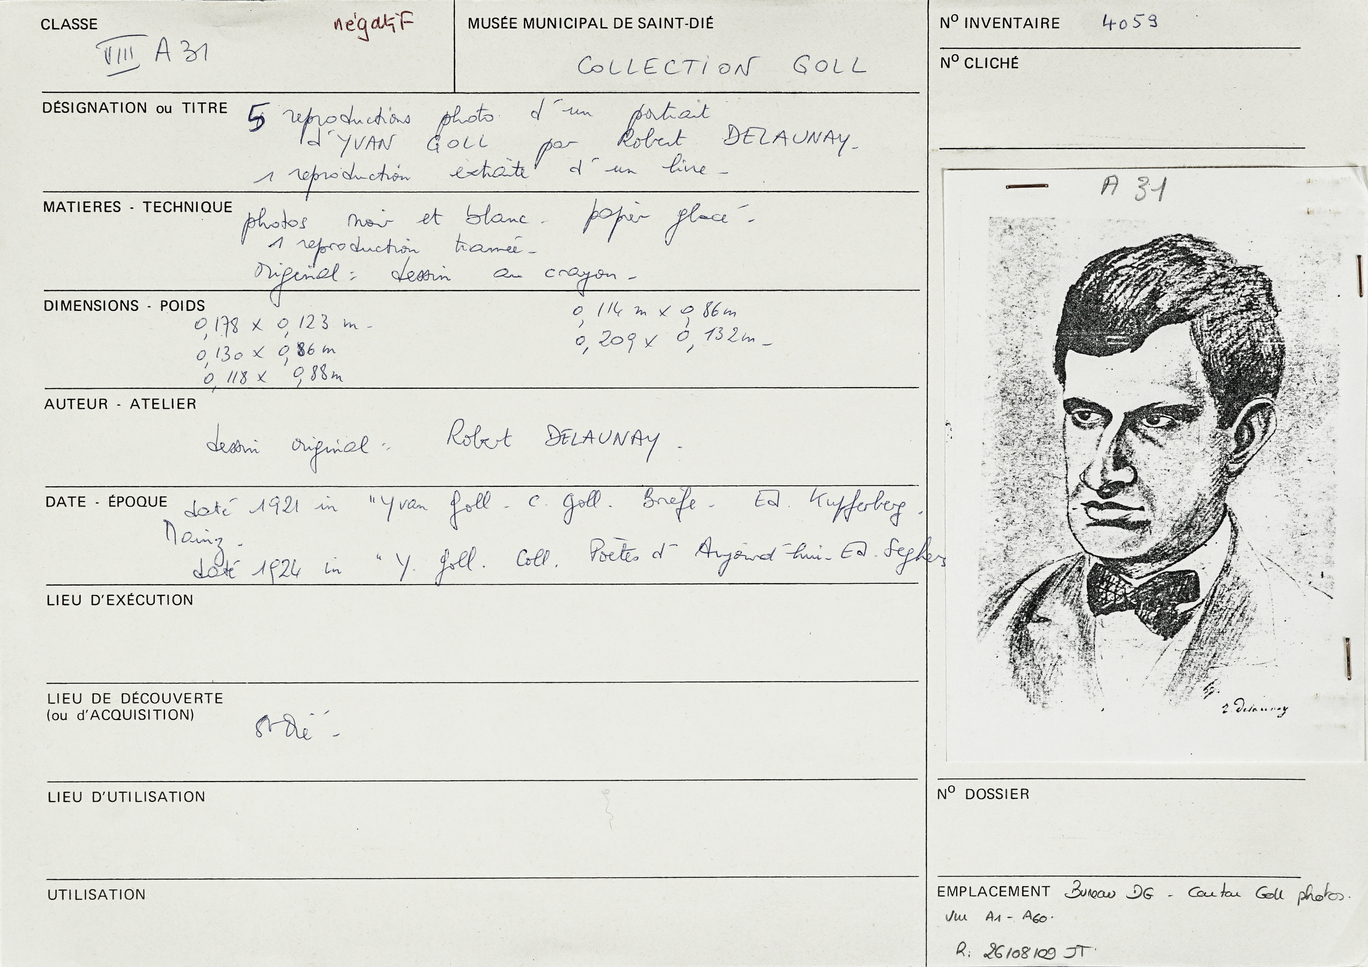 CLASSE
négatif
VIII A 31
MUSÉE MUNICIPAL DE SAINT-DIÉ
COLLECTION GOLL
N° INVENTAIRE 4059
N° CLICHÉ
DÉSIGNATION ou TITRE 5 reproductions photo d'un portrait
d'YVAN GOLL par Robert DELAUNAY.
1 reproduction extraite d'un livre -
MATIERES - TECHNIQUE photos noir et blanc - papier glacé -
1 reproduction tramée -
original : dessin au crayon -
DIMENSIONS - POIDS
0,178 x 0,123 m -
0,130 x 0,86 m
0,118 x 0,88 m
0,114 m x 0,86 m
0,209 x 0,132 m -
AUTEUR - ATELIER
dessin original : Robert DELAUNAY .
DATE - ÉPOQUE daté 1921 in "Yvan Goll - C. Goll. Briefe - Ed. Kupferberg .
Mainz -
daté 1924 in "Y. Goll. Coll. Poètes d'Aujourd'hui - Ed. Seghers
LIEU D'EXÉCUTION
LIEU DE DÉCOUVERTE
(ou d'ACQUISITION)
St-Dié -
LIEU D'UTILISATION
UTILISATION
A 31
r delaunay
N° DOSSIER
EMPLACEMENT Bureau DG - Carton Goll photos.
VIII A1 - A60.
R: 26/08/09 JT